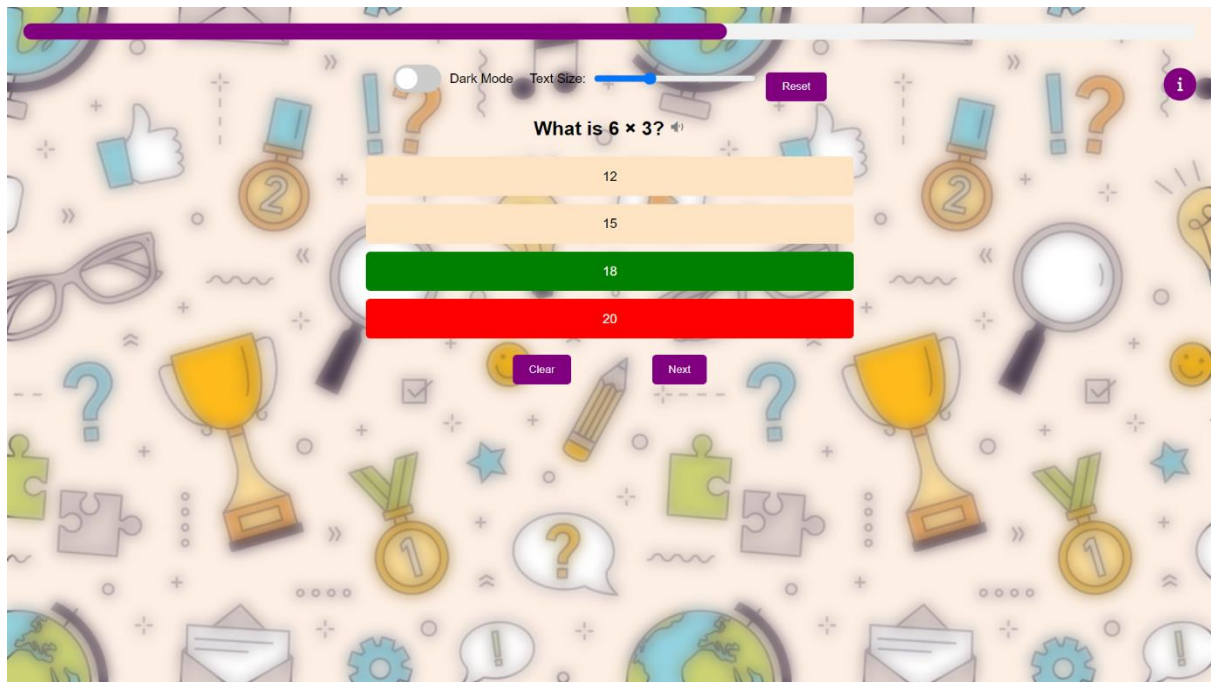 Dark Mode Text Size: Reset
i
What is 6 × 3?
12
15
18
20
Clear Next